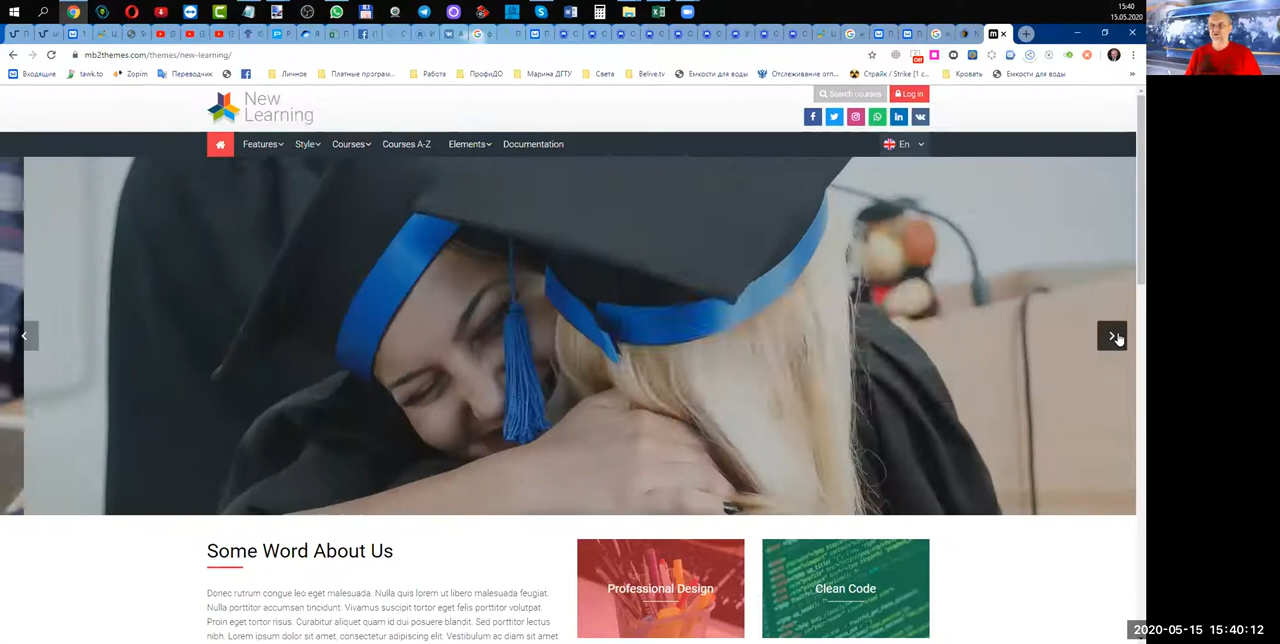 15:40
15.05.2020
mb2themes.com/themes/new-learning/
Off
Входящие
tawk.to
Zopim
Переводчик
Личное
Платные програм...
Работа
ПрофиДО
Марина ДГТУ
Света
Belive.tv
Емкости для воды
Отслеживание отп...
Страйк / Strike [1 с...
Кровать
Емкости для воды
New
Learning
Search courses
Log in
Features
Style
Courses
Courses A-Z
Elements
Documentation
En
Some Word About Us
Donec rutrum congue leo eget malesuada. Nulla quis lorem ut libero malesuada feugiat.
Nulla porttitor accumsan tincidunt. Vivamus suscipit tortor eget felis porttitor volutpat.
Proin eget tortor risus. Curabitur aliquet quam id dui posuere blandit. Sed porttitor lectus
nibh. Lorem ipsum dolor sit amet, consectetur adipiscing elit. Vestibulum ac diam sit amet
Professional Design
Clean Code
2020-05-15 15:40:12